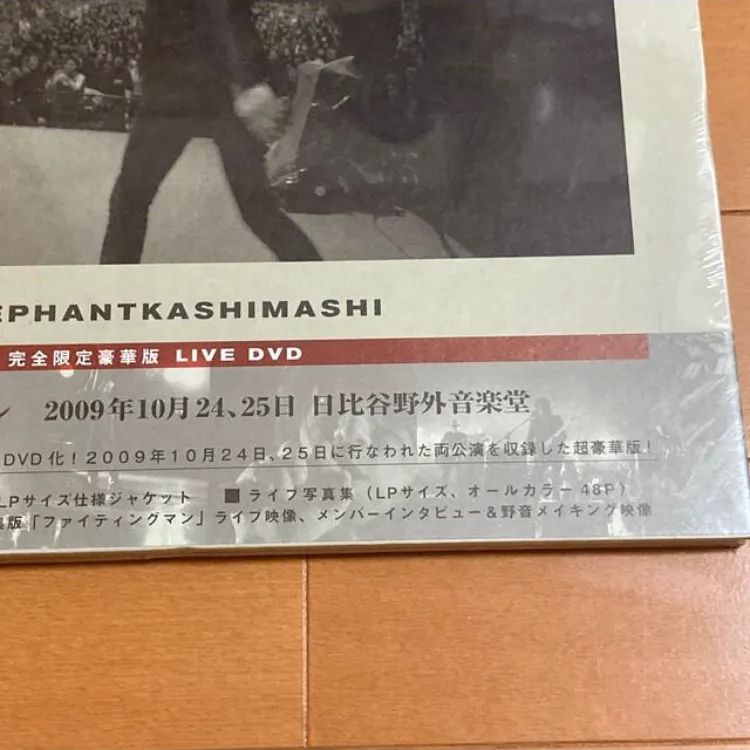 EPHANTKASHIMASHI
完全限定豪華版 LIVE DVD
2009年10月24、25日 日比谷野外音楽堂
DVD化！2009年10月24日、25日に行なわれた両公演を収録した超豪華版！
LPサイズ仕様ジャケット ■ ライブ写真集（LPサイズ、オールカラー48P）
版「ファイティングマン」ライブ映像、メンバーインタビュー＆野音メイキング映像